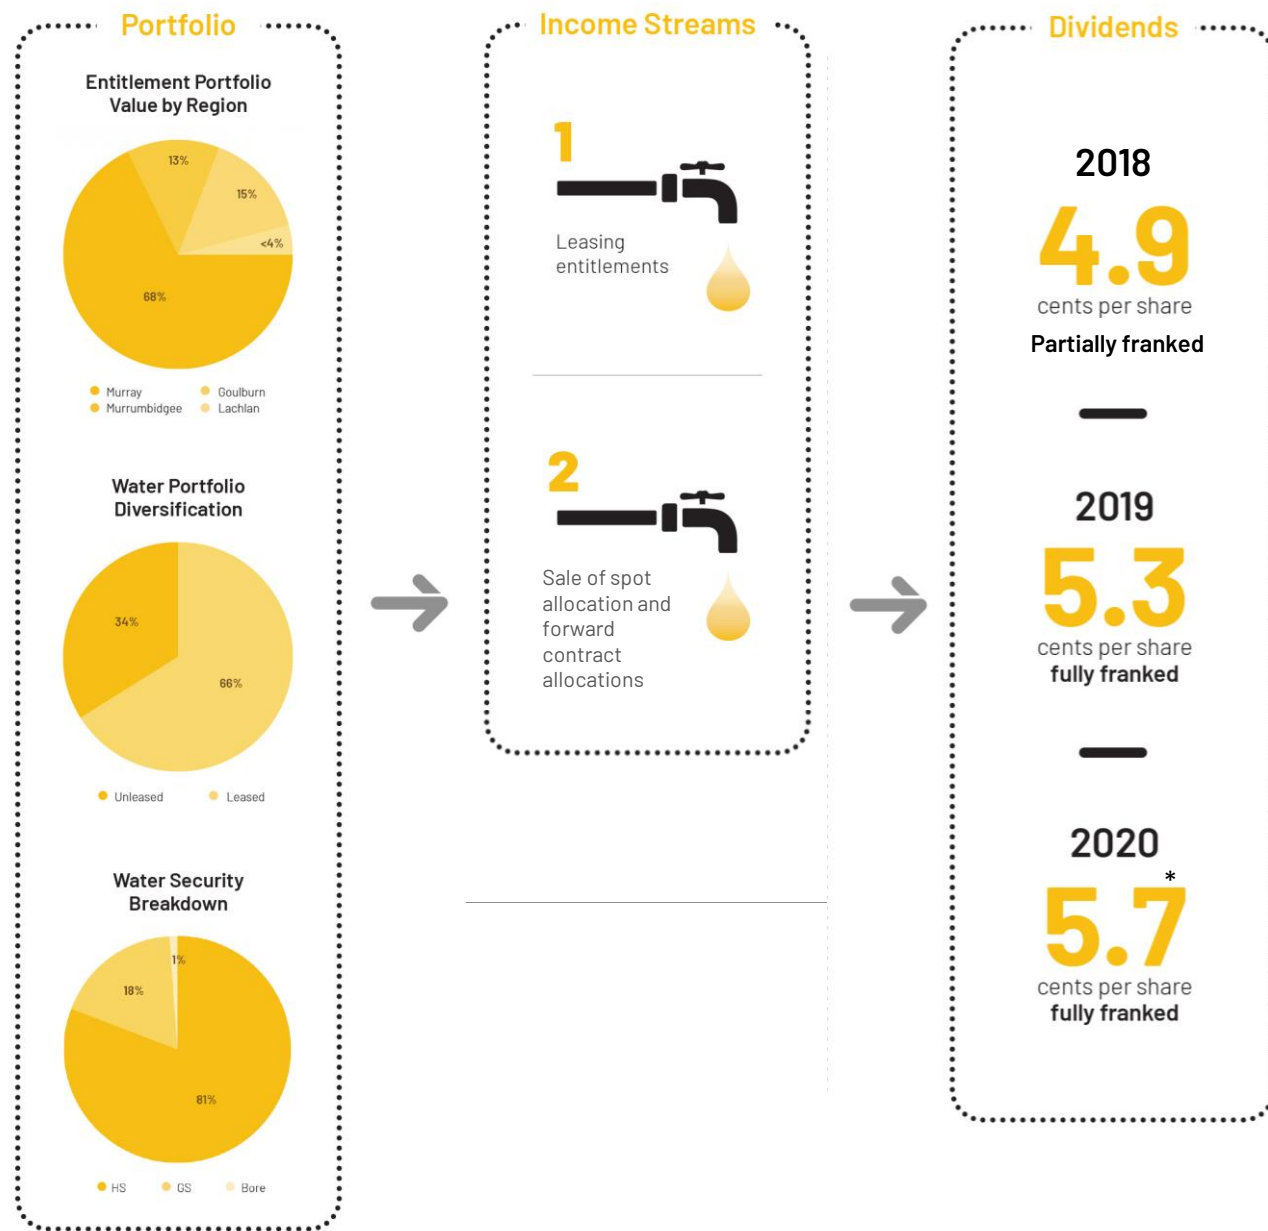 Portfolio
Entitlement Portfolio
Value by Region
13%
15%
<4%
68%
Murray
Goulburn
Murrumbidgee
Lachlan
Water Portfolio
Diversification
34%
66%
Unleased
Leased
Water Security
Breakdown
1%
18%
81%
HS
GS
Bore
Income Streams
1
Leasing
entitlements
2
Sale of spot
allocation and
forward
contract
allocations
Dividends
2018
4.9
cents per share
Partially franked
2019
5.3
cents per share
fully franked
2020
5.7*
cents per share
fully franked